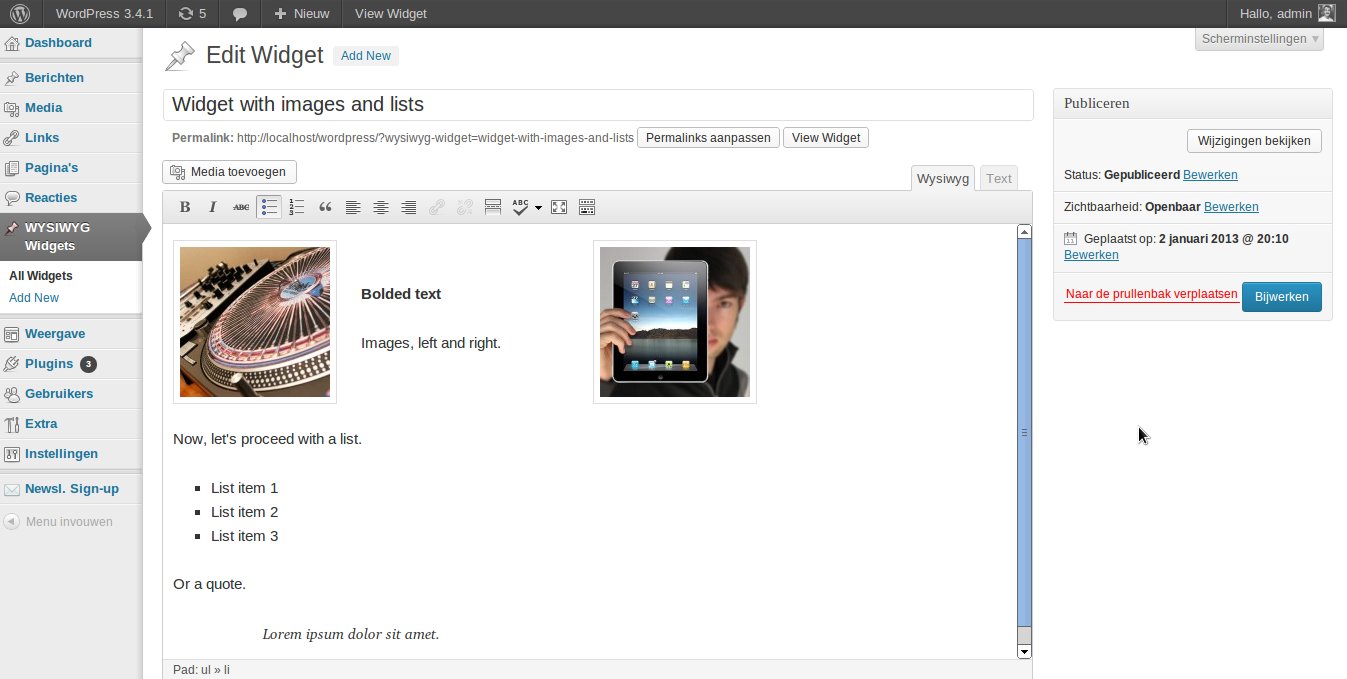 WordPress 3.4.1 5 Nieuw View Widget Hallo, admin
Dashboard
Berichten
Media
Links
Pagina's
Reacties
WYSIWYG
Widgets
All Widgets
Add New
Weergave
Plugins 3
Gebruikers
Extra
Instellingen
Newsl. Sign-up
Menu invouwen
Scherminstellingen
Edit Widget Add New
Widget with images and lists
Permalink: http://localhost/wordpress/?wysiwyg-widget=widget-with-images-and-lists Permalinks aanpassen View Widget
Media toevoegen
Wysiwyg Text
B I ABC ABC
Bolded text
Images, left and right.
Now, let's proceed with a list.
List item 1
List item 2
List item 3
Or a quote.
Lorem ipsum dolor sit amet.
Pad: ul » li
Publiceren
Wijzigingen bekijken
Status: Gepubliceerd Bewerken
Zichtbaarheid: Openbaar Bewerken
Geplaatst op: 2 januari 2013 @ 20:10
Bewerken
Naar de prullenbak verplaatsen Bijwerken